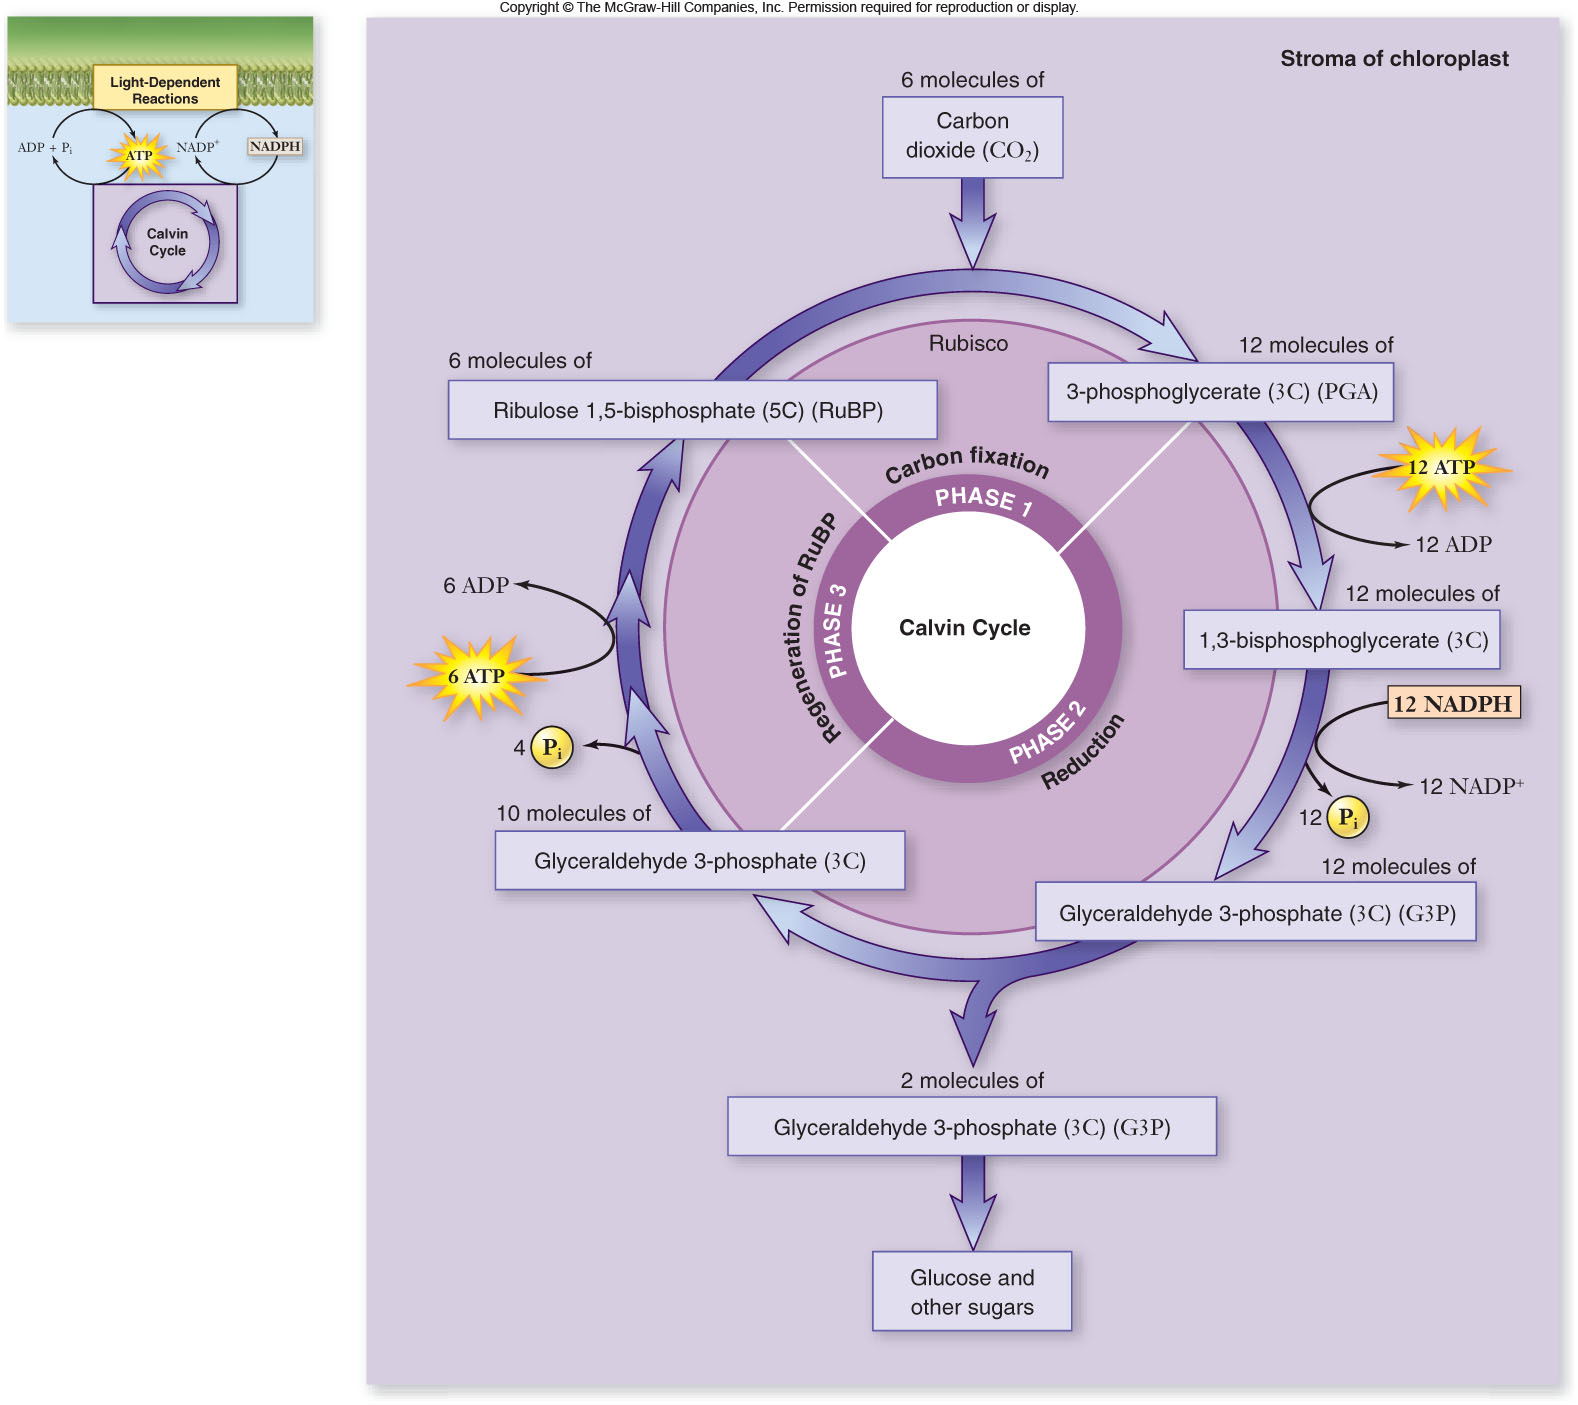 Copyright © The McGraw-Hill Companies, Inc. Permission required for reproduction or display.
Light-Dependent
Reactions
ADP + Pi
ATP
NADP+
NADPH
Calvin
Cycle
Stroma of chloroplast
6 molecules of
Carbon
dioxide (CO2)
Rubisco
12 molecules of
3-phosphoglycerate (3C) (PGA)
6 molecules of
Ribulose 1,5-bisphosphate (5C) (RuBP)
12 ATP
12 ADP
Carbon fixation
PHASE 1
12 molecules of
1,3-bisphosphoglycerate (3C)
Calvin Cycle
Regeneration of RuBP
PHASE 3
PHASE 2
Reduction
6 ADP
6 ATP
4 Pi
12 NADPH
12 NADP+
12 Pi
10 molecules of
Glyceraldehyde 3-phosphate (3C)
12 molecules of
Glyceraldehyde 3-phosphate (3C) (G3P)
2 molecules of
Glyceraldehyde 3-phosphate (3C) (G3P)
Glucose and
other sugars